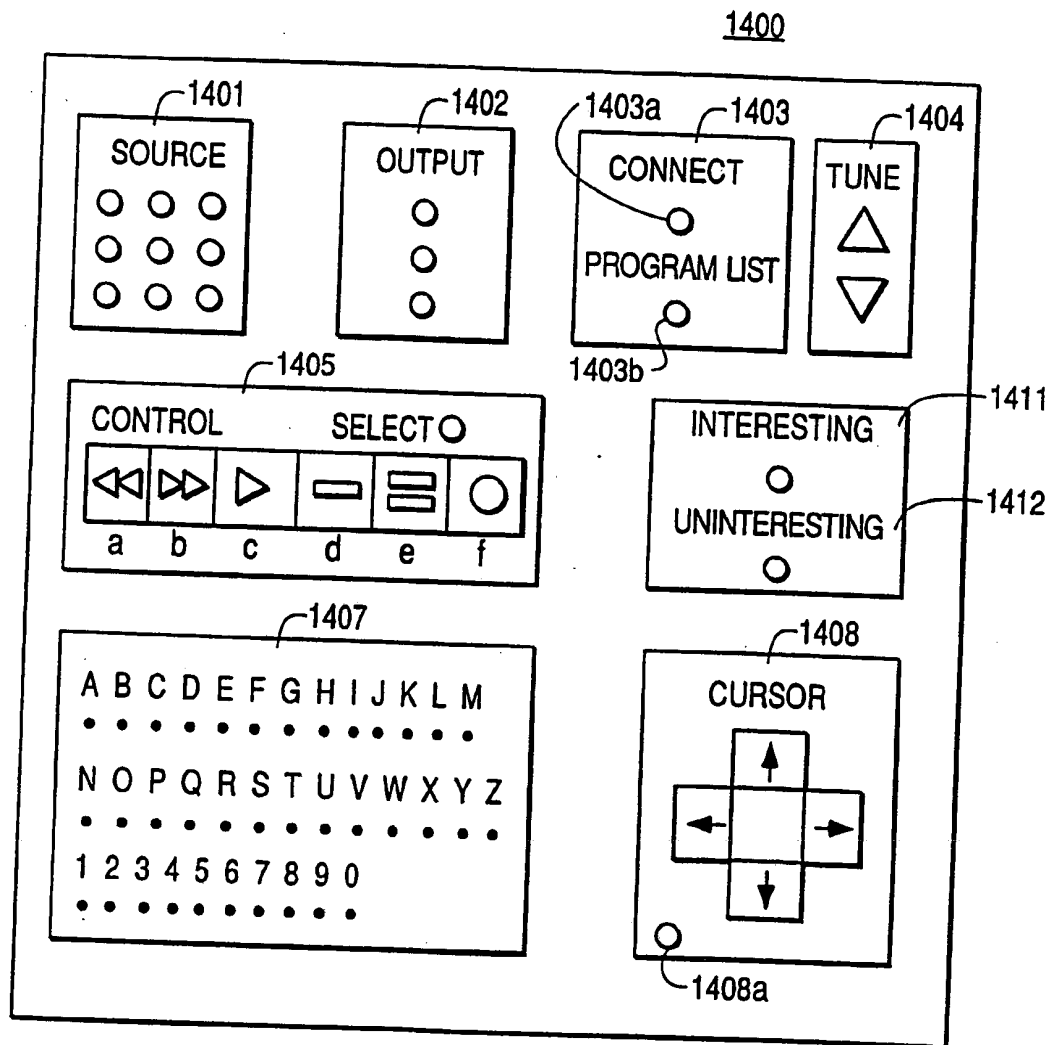 1400
1401
SOURCE
1402
OUTPUT
1403a
1403
CONNECT
PROGRAM LIST
1403b
1404
TUNE
1405
CONTROL SELECT
a b c d e f
1411
INTERESTING
1412
UNINTERESTING
1407
A B C D E F G H I J K L M
N O P Q R S T U V W X Y Z
1 2 3 4 5 6 7 8 9 0
1408
CURSOR
1408a